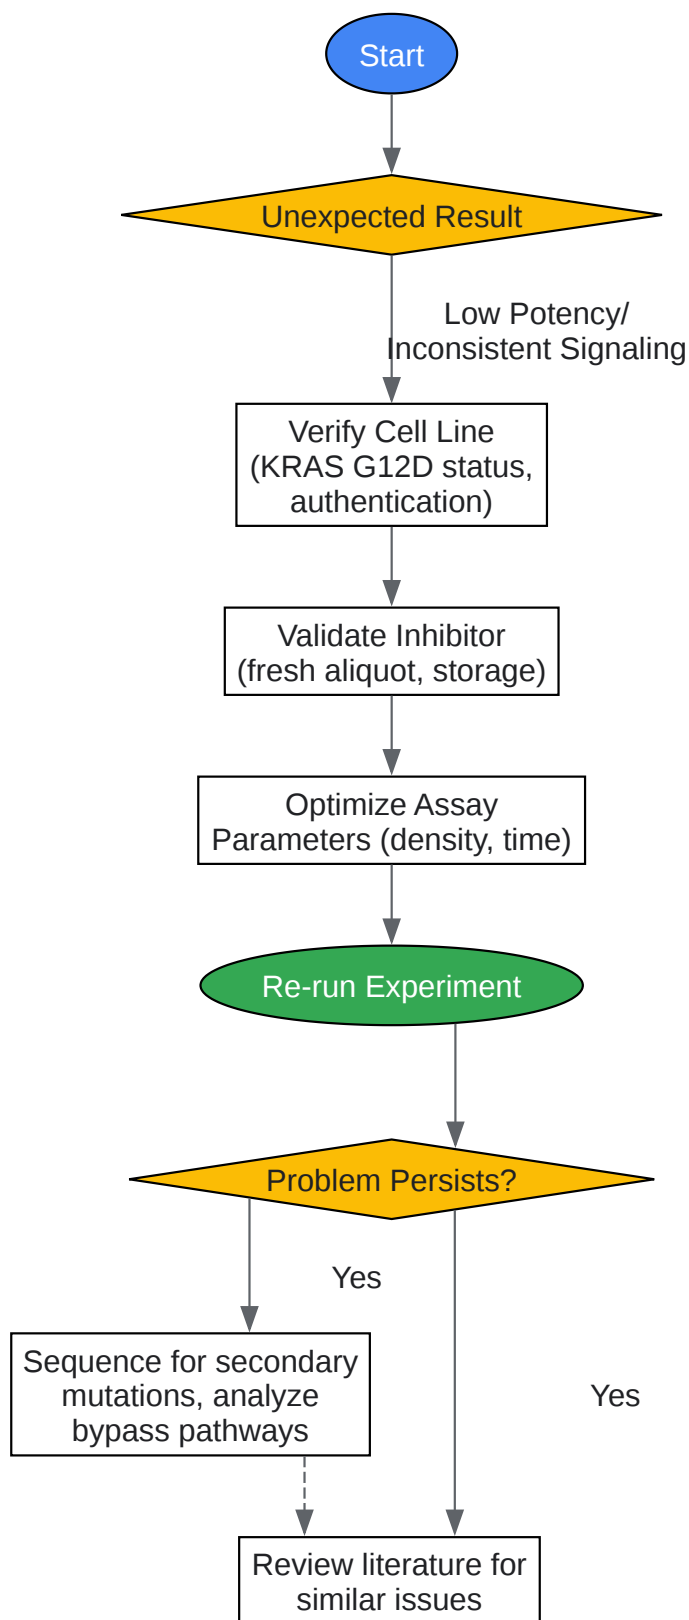 Start
Unexpected Result
Low Potency/
Inconsistent Signaling
Verify Cell Line
(KRAS G12D status,
authentication)
Validate Inhibitor
(fresh aliquot, storage)
Optimize Assay
Parameters (density, time)
Re-run Experiment
Problem Persists?
Yes
Sequence for secondary
mutations, analyze
bypass pathways
Yes
Review literature for
similar issues